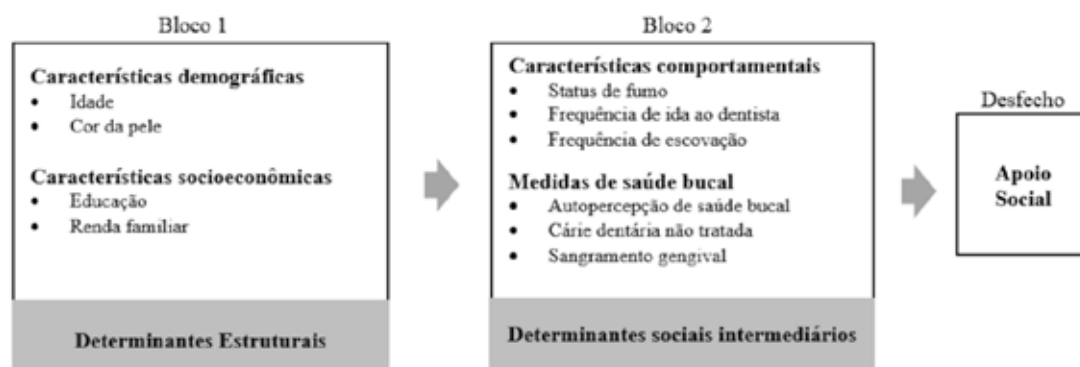 Bloco 1
Características demográficas
• Idade
• Cor da pele
Características socioeconômicas
• Educação
• Renda familiar
Determinantes Estruturais
Bloco 2
Características comportamentais
• Status de fumo
• Frequência de ida ao dentista
• Frequência de escovação
Medidas de saúde bucal
• Autopercepção de saúde bucal
• Cárie dentária não tratada
• Sangramento gengival
Determinantes sociais intermediários
Desfecho
Apoio
Social